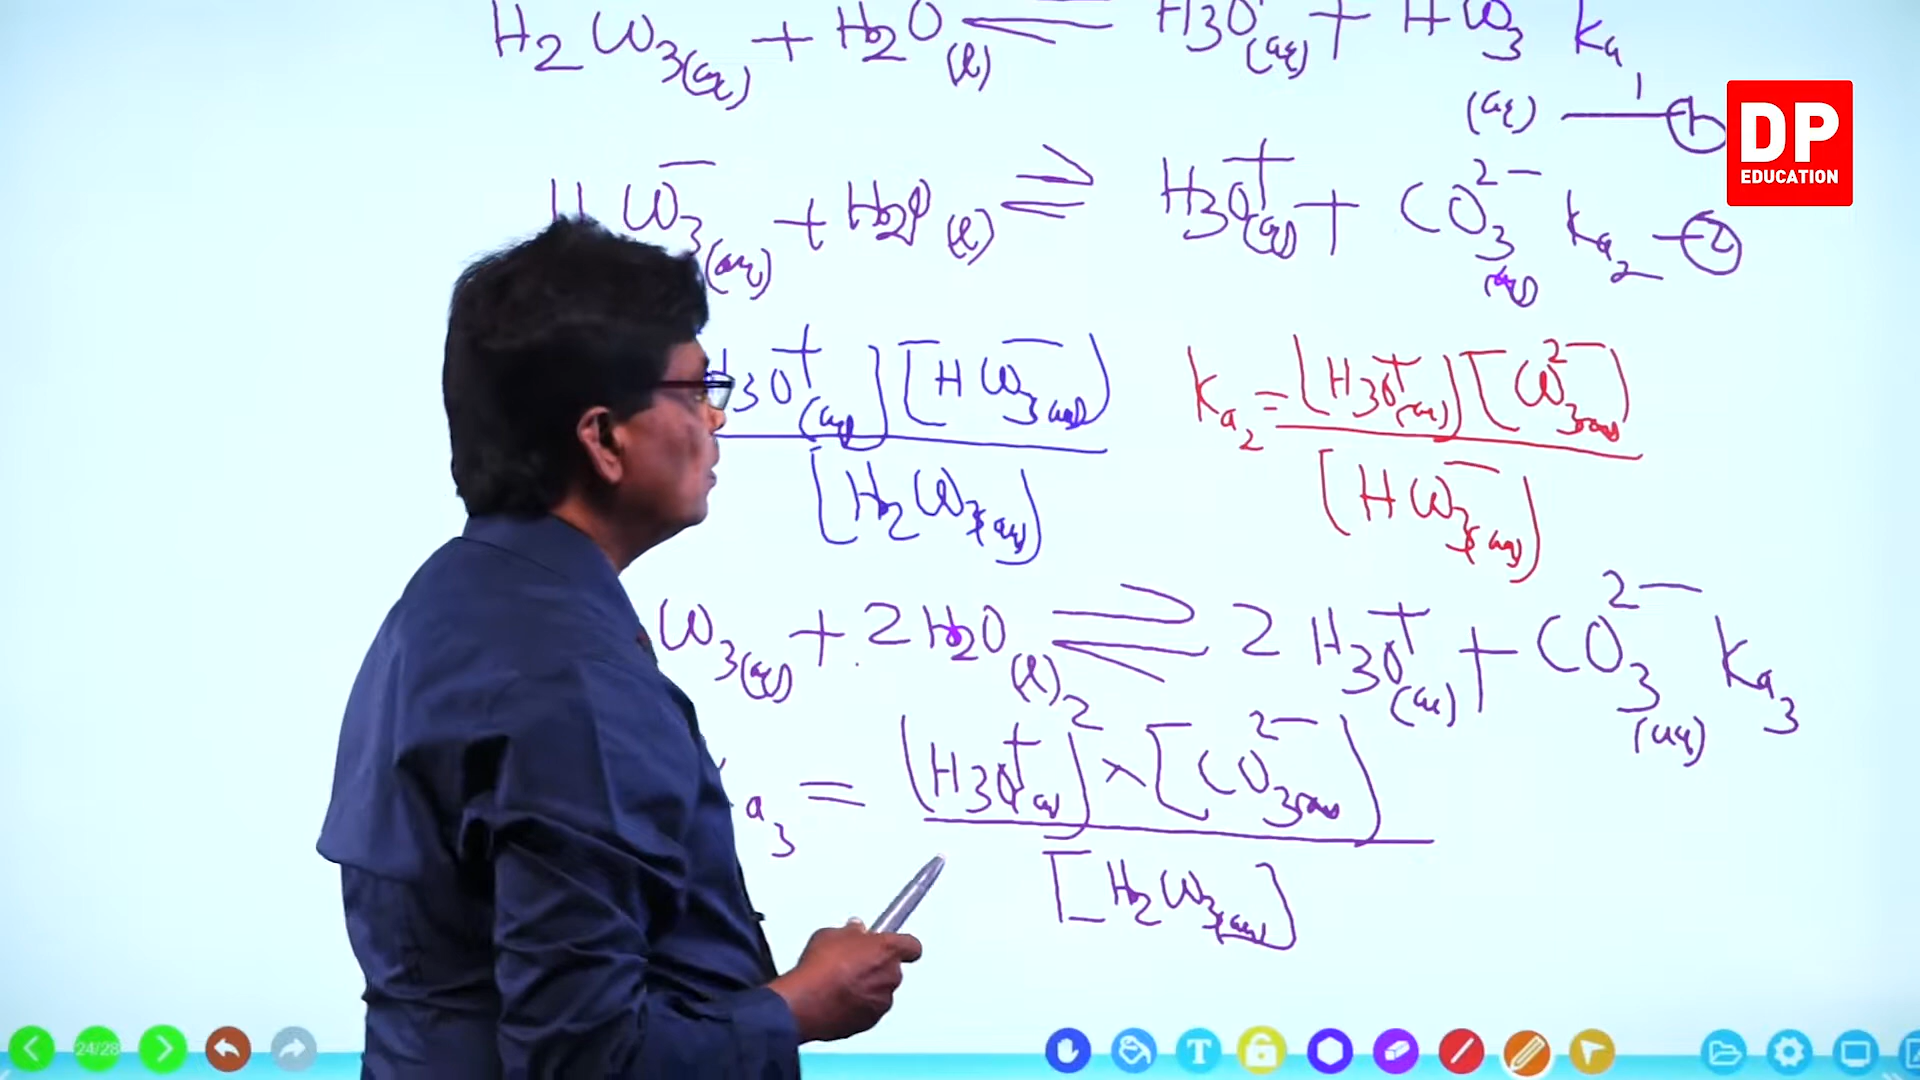 H2CO3(aq) + H2O(l) ⇌ H3O+(aq) + HCO3 ka1
(aq) — 1
DP
EDUCATION
HCO3−(aq) + H2O(l) ⇌ H3O+(aq) + CO3 2−(aq) ka2 — 2
H3O+(aq)] [HCO3−(aq)]
[H2CO3(aq)]
ka2 = [H3O+(aq)] [CO3 2−(aq)]
[HCO3−(aq)]
CO3(aq) + 2H2O(l) ⇌ 2H3O+(aq) + CO3 2−(aq) ka3
a3 = [H3O+(aq)]2 × [CO3 2−(aq)]
[H2CO3(aq)]
24/28
T